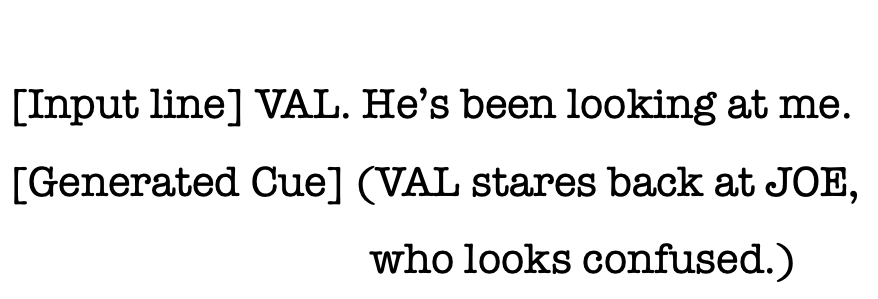 [Input line] VAL. He’s been looking at me.
[Generated Cue] (VAL stares back at JOE,
who looks confused.)